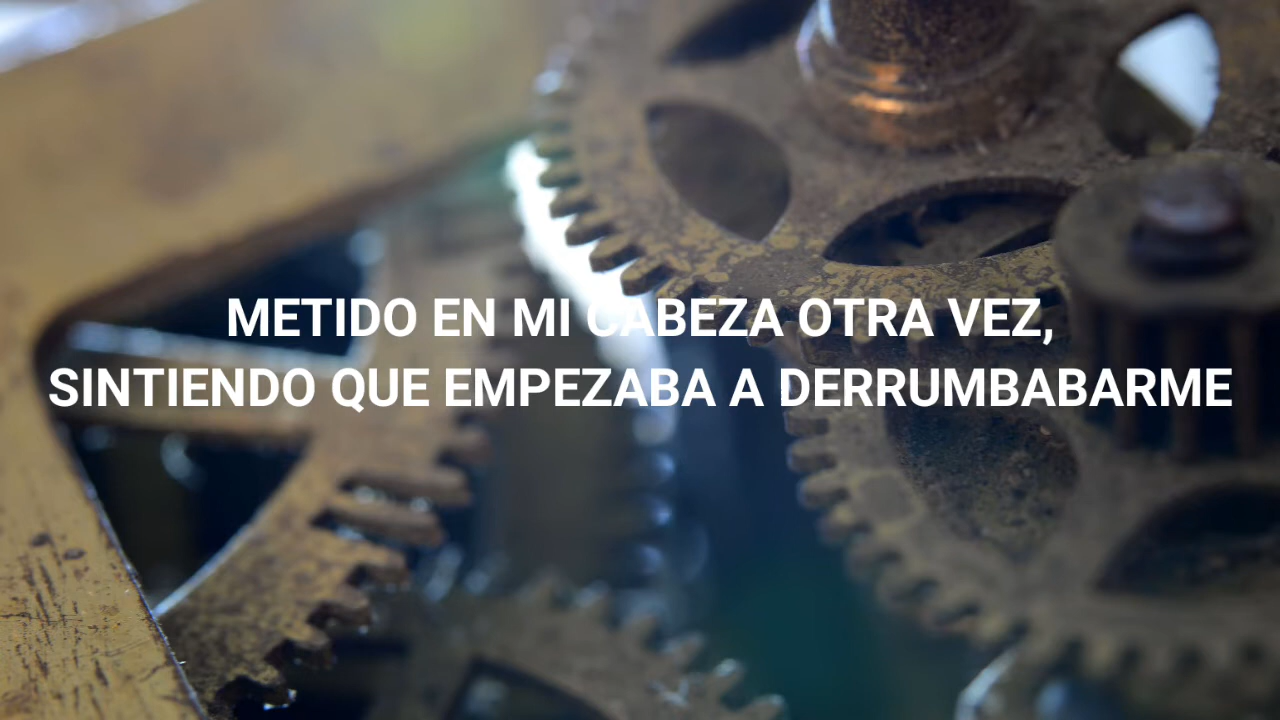 METIDO EN MI CABEZA OTRA VEZ,
SINTIENDO QUE EMPEZABA A DERRUMBABARME